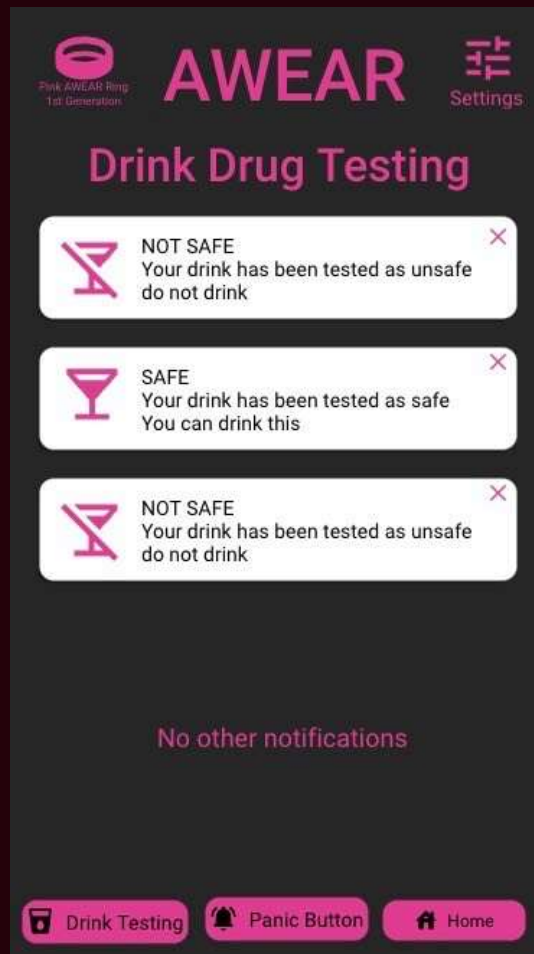 AWEAR
Pink AWEAR Ring
1st Generation
Settings
Drink Drug Testing
NOT SAFE
Your drink has been tested as unsafe
do not drink
SAFE
Your drink has been tested as safe
You can drink this
NOT SAFE
Your drink has been tested as unsafe
do not drink
No other notifications
Drink Testing
Panic Button
Home